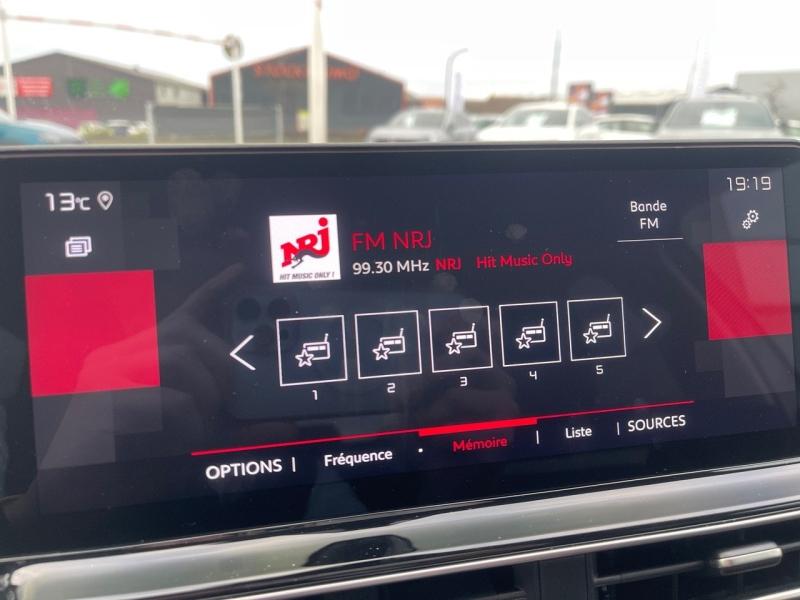 13°C
19:19
NRJ
HIT MUSIC ONLY !
FM NRJ
99.30 MHz NRJ Hit Music Only
Bande
FM
1 2 3 4 5
OPTIONS | Fréquence · Mémoire | Liste | SOURCES